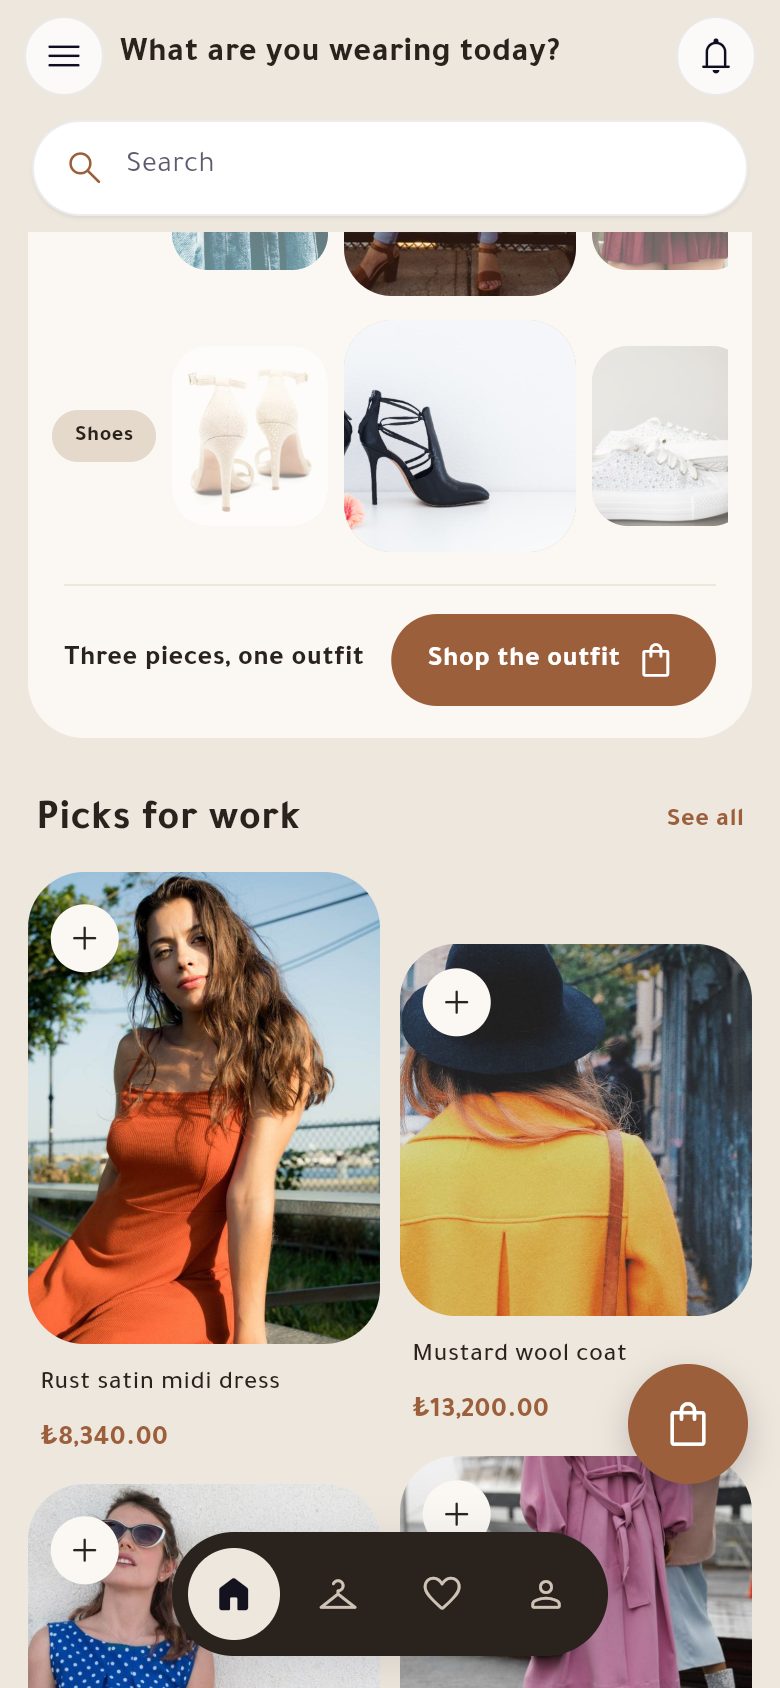 What are you wearing today?
Search
Shoes
Three pieces, one outfit
Shop the outfit
Picks for work
See all
Rust satin midi dress
₺8,340.00
Mustard wool coat
₺13,200.00